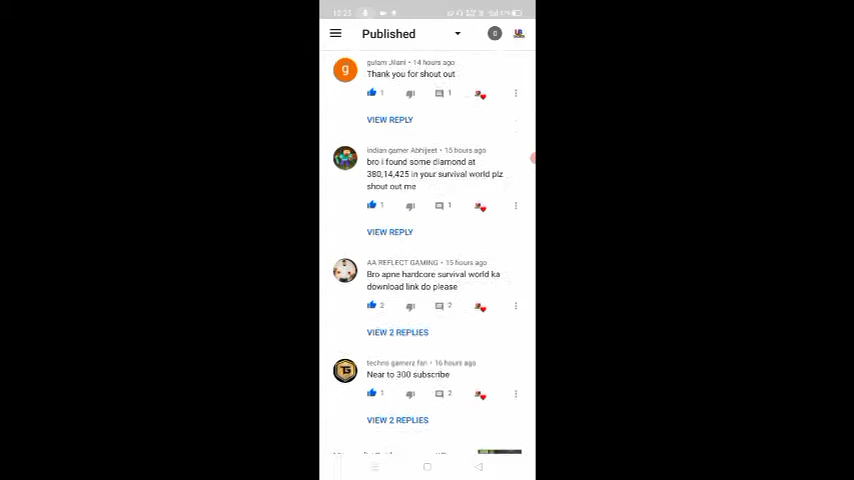 10:25
Published
0
gulam Jilani • 14 hours ago
Thank you for shout out
1
1
VIEW REPLY
indian gamer Abhijeet • 15 hours ago
bro i found some diamond at
380,14,425 in your survival world plz
shout out me
1
1
VIEW REPLY
AA REFLECT GAMING • 15 hours ago
Bro apne hardcore survival world ka
download link do please
2
2
VIEW 2 REPLIES
techno gamerz fan • 16 hours ago
Near to 300 subscribe
1
2
VIEW 2 REPLIES